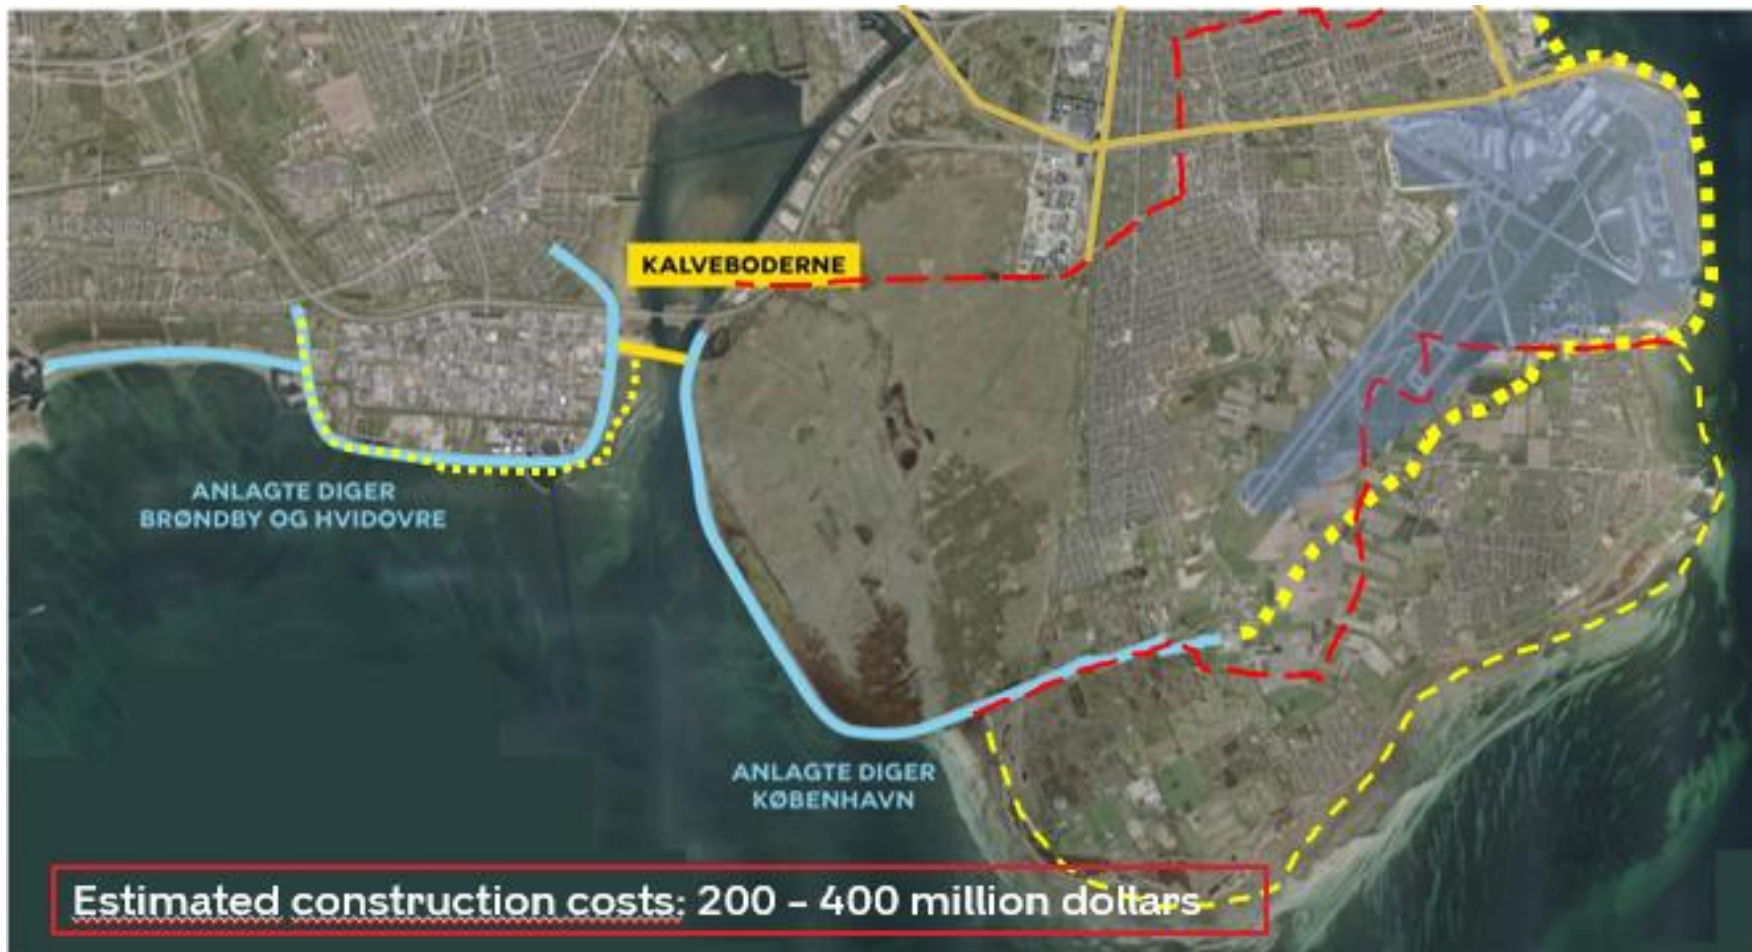 KALVEBODERNE
ANLAGTE DIGER
BRØNDBY OG HVIDOVRE
ANLAGTE DIGER
KØBENHAVN
Estimated construction costs: 200 – 400 million dollars